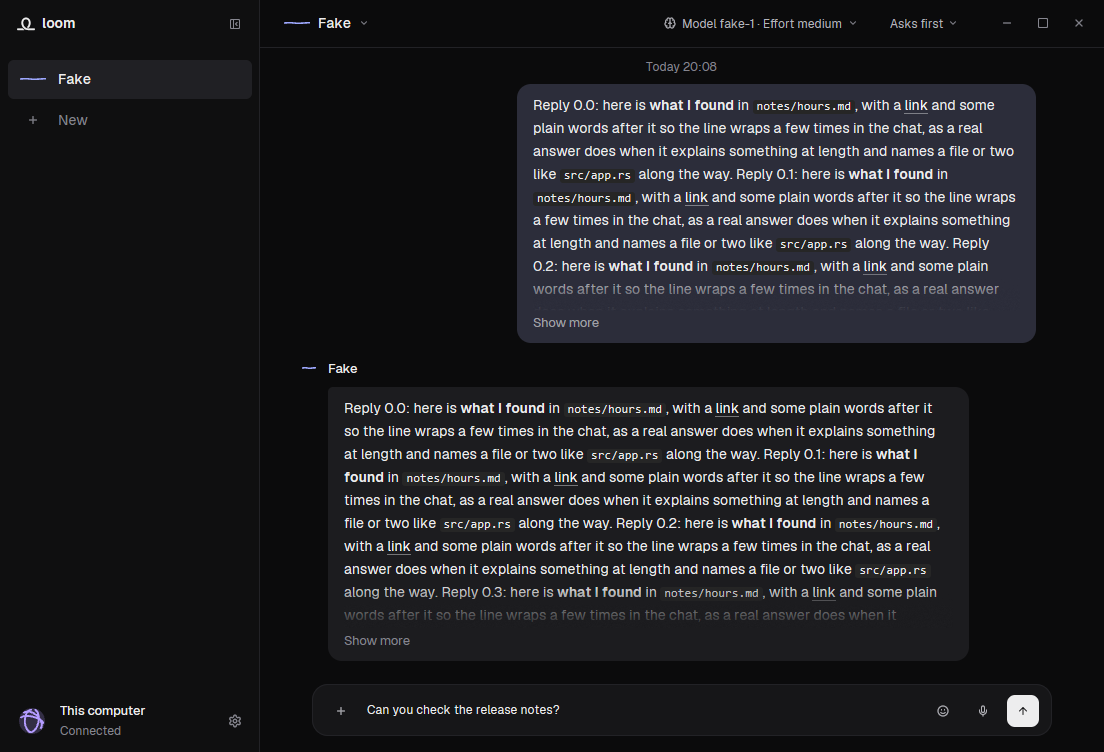 loom
Fake
New
This computer
Connected
Fake
Model fake-1 · Effort medium
Asks first
Today 20:08
Reply 0.0: here is what I found in notes/hours.md, with a link and some
plain words after it so the line wraps a few times in the chat, as a real
answer does when it explains something at length and names a file or two
like src/app.rs along the way. Reply 0.1: here is what I found in
notes/hours.md, with a link and some plain words after it so the line wraps
a few times in the chat, as a real answer does when it explains something
at length and names a file or two like src/app.rs along the way. Reply
0.2: here is what I found in notes/hours.md, with a link and some plain
words after it so the line wraps a few times in the chat, as a real answer
Show more
Fake
Reply 0.0: here is what I found in notes/hours.md, with a link and some plain words after it
so the line wraps a few times in the chat, as a real answer does when it explains something
at length and names a file or two like src/app.rs along the way. Reply 0.1: here is what I
found in notes/hours.md, with a link and some plain words after it so the line wraps a few
times in the chat, as a real answer does when it explains something at length and names a
file or two like src/app.rs along the way. Reply 0.2: here is what I found in notes/hours.md,
with a link and some plain words after it so the line wraps a few times in the chat, as a real
answer does when it explains something at length and names a file or two like src/app.rs
along the way. Reply 0.3: here is what I found in notes/hours.md, with a link and some plain
words after it so the line wraps a few times in the chat, as a real answer does when it
Show more
Can you check the release notes?